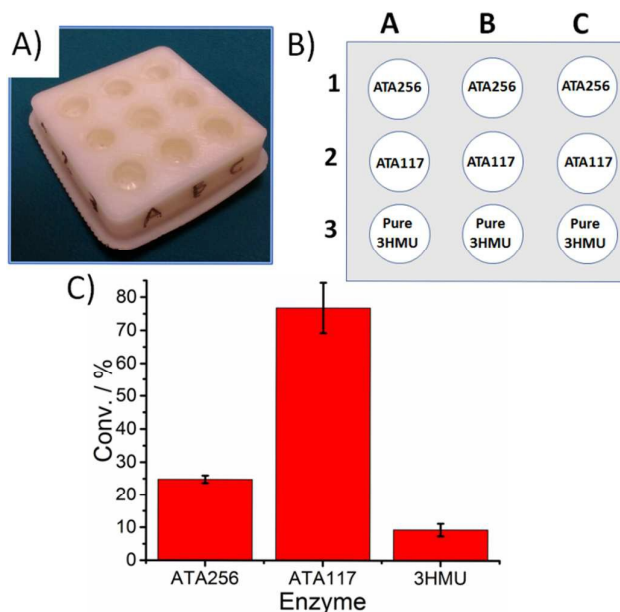 A)
A B C
B)
A B C
1 ATA256 ATA256 ATA256
2 ATA117 ATA117 ATA117
3 Pure 3HMU Pure 3HMU Pure 3HMU
C)
80
70
60
50
40
30
20
10
0
Conv. / %
ATA256 ATA117 3HMU
Enzyme